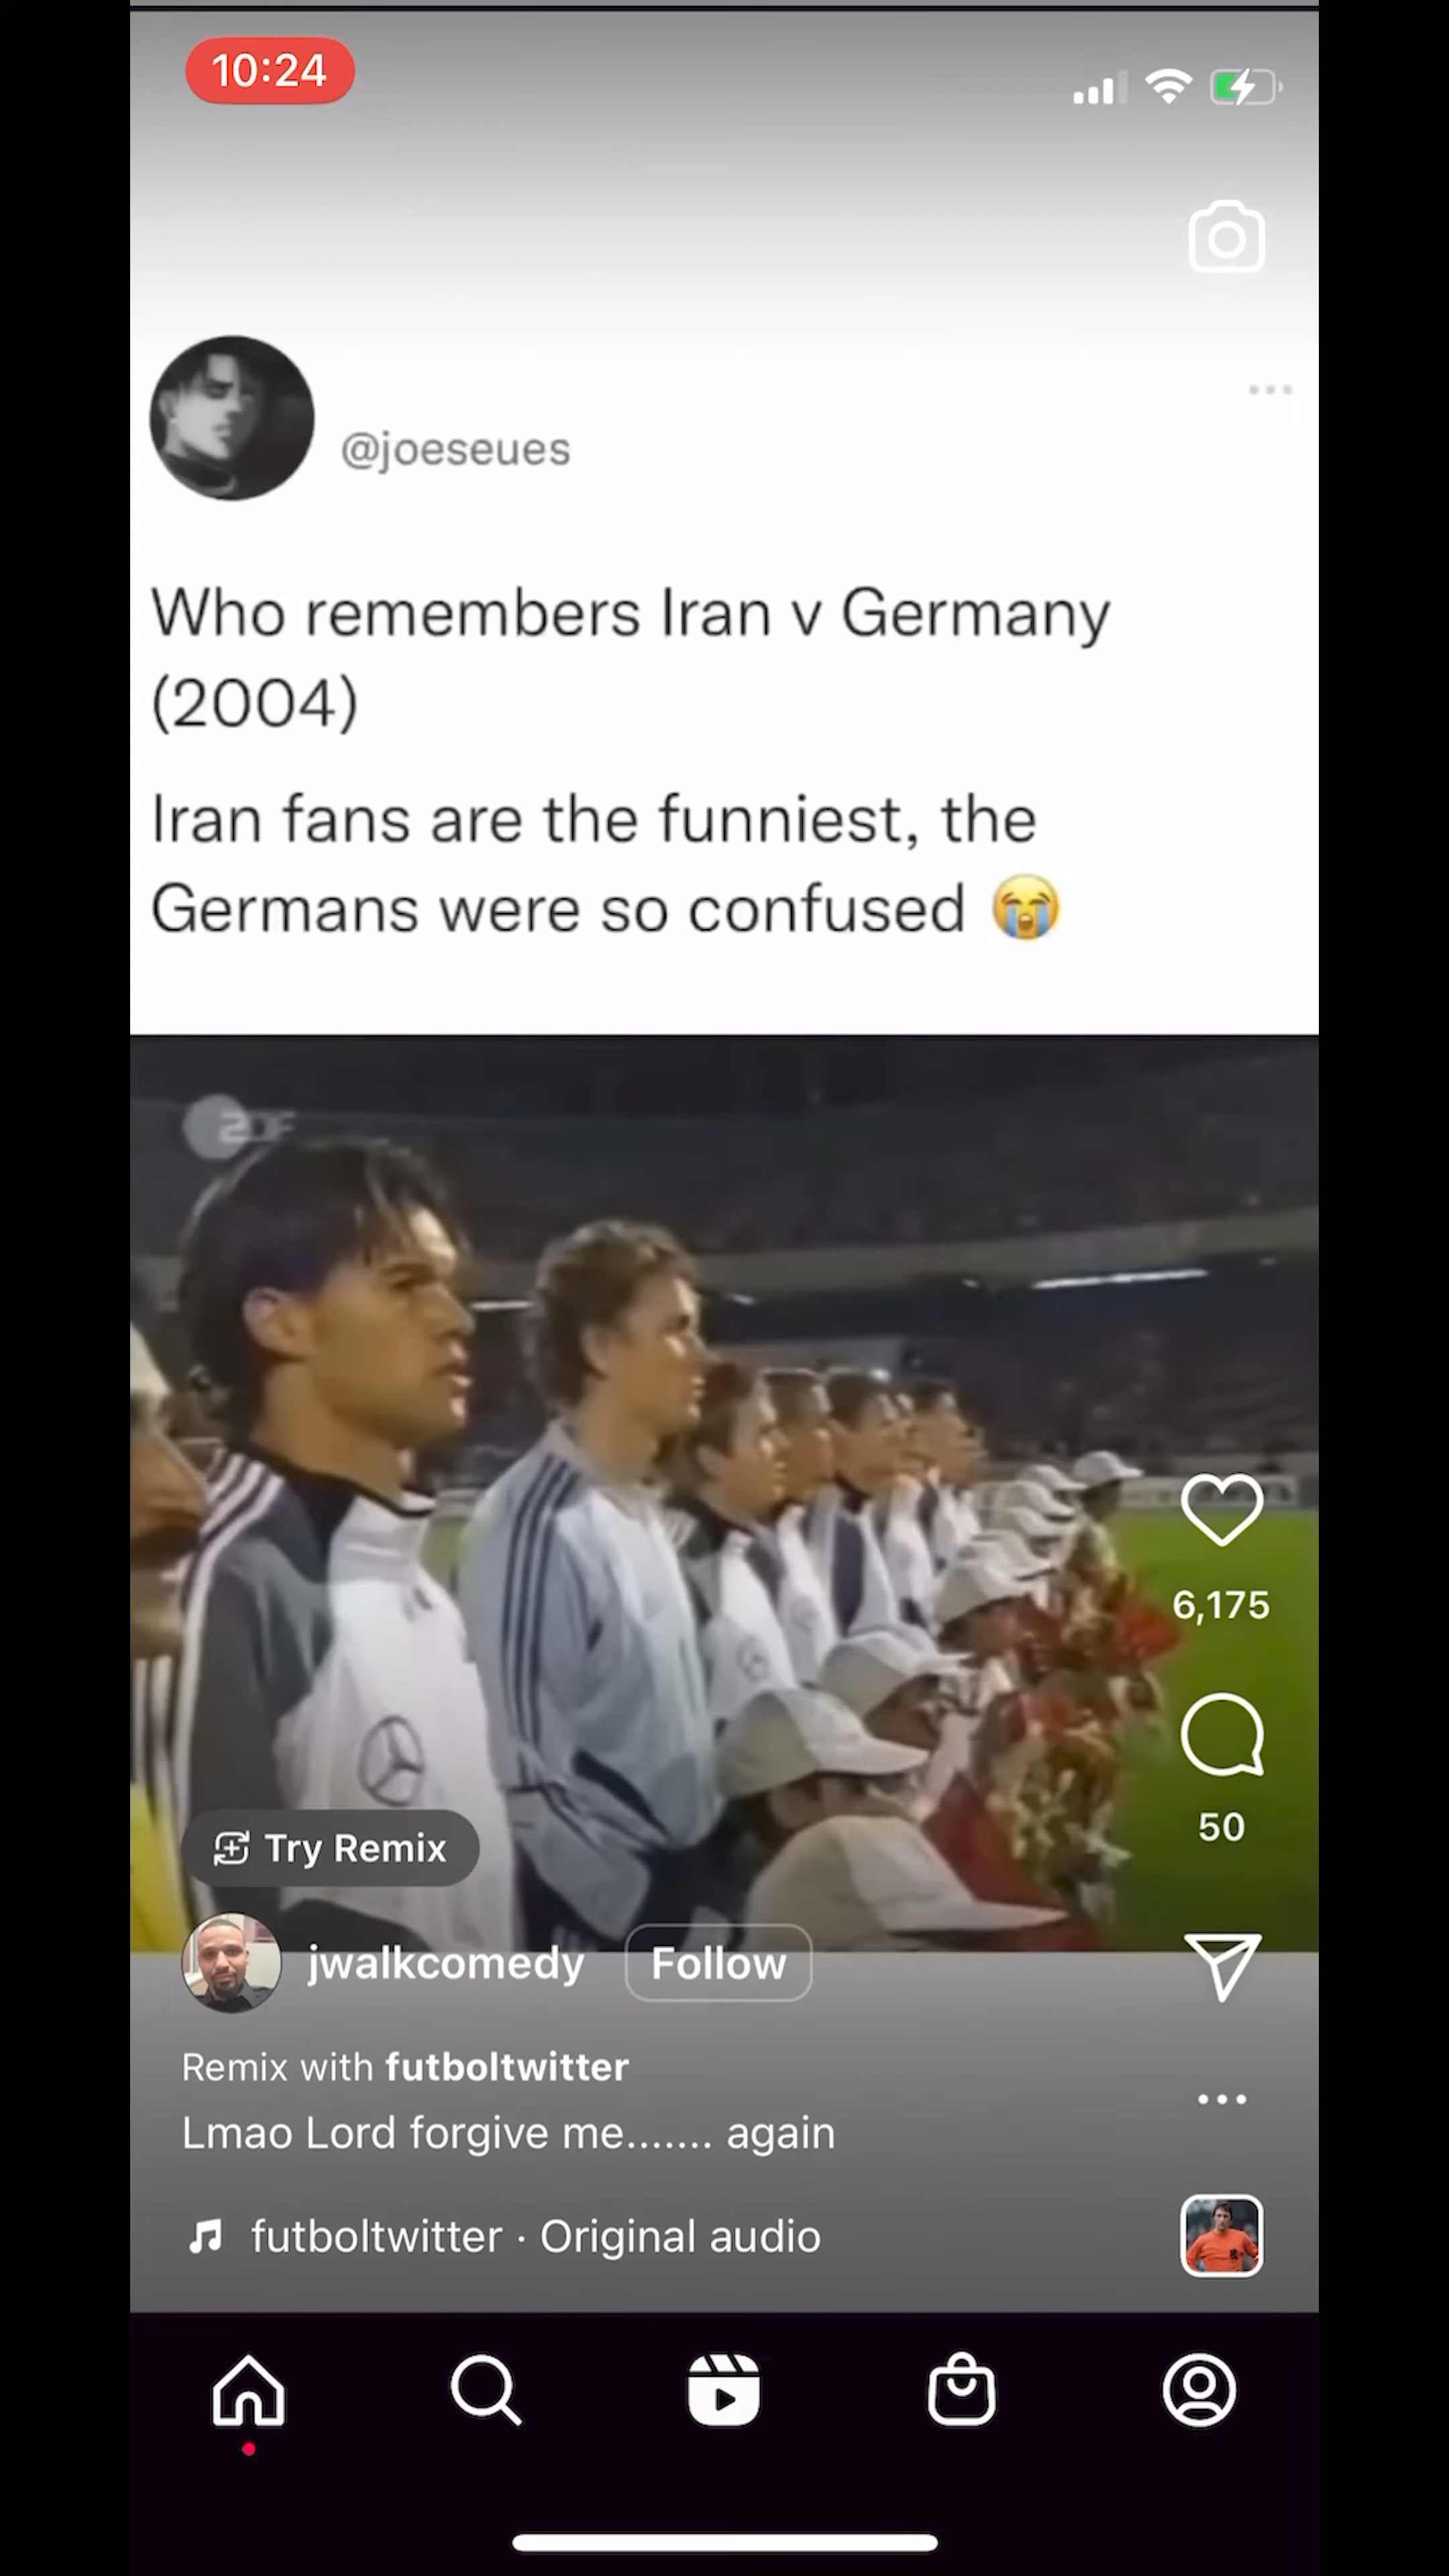 10:24
@joeseues
Who remembers Iran v Germany
(2004)
Iran fans are the funniest, the
Germans were so confused 😭
ZDF
6,175
50
Try Remix
jwalkcomedy Follow
Remix with futboltwitter
Lmao Lord forgive me....... again
futboltwitter · Original audio